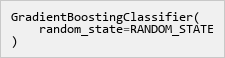 GradientBoostingClassifier(
    random_state=RANDOM_STATE
)